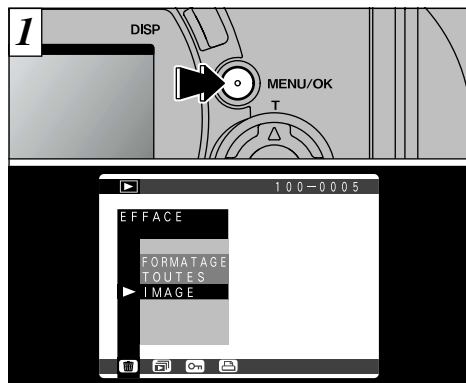 1
DISP
MENU/OK
T
100-0005
EFFACE
FORMATAGE
TOUTES
IMAGE